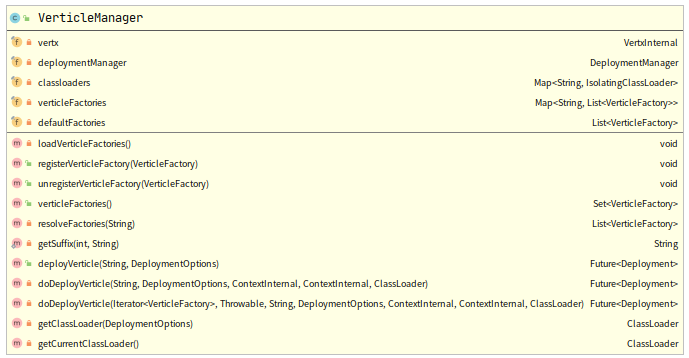 VerticleManager
vertx VertxInternal
deploymentManager DeploymentManager
classloaders Map<String, IsolatingClassLoader>
verticleFactories Map<String, List<VerticleFactory>>
defaultFactories List<VerticleFactory>
loadVerticleFactories() void
registerVerticleFactory(VerticleFactory) void
unregisterVerticleFactory(VerticleFactory) void
verticleFactories() Set<VerticleFactory>
resolveFactories(String) List<VerticleFactory>
getSuffix(int, String) String
deployVerticle(String, DeploymentOptions) Future<Deployment>
doDeployVerticle(String, DeploymentOptions, ContextInternal, ContextInternal, ClassLoader) Future<Deployment>
doDeployVerticle(Iterator<VerticleFactory>, Throwable, String, DeploymentOptions, ContextInternal, ContextInternal, ClassLoader) Future<Deployment>
getClassLoader(DeploymentOptions) ClassLoader
getCurrentClassLoader() ClassLoader